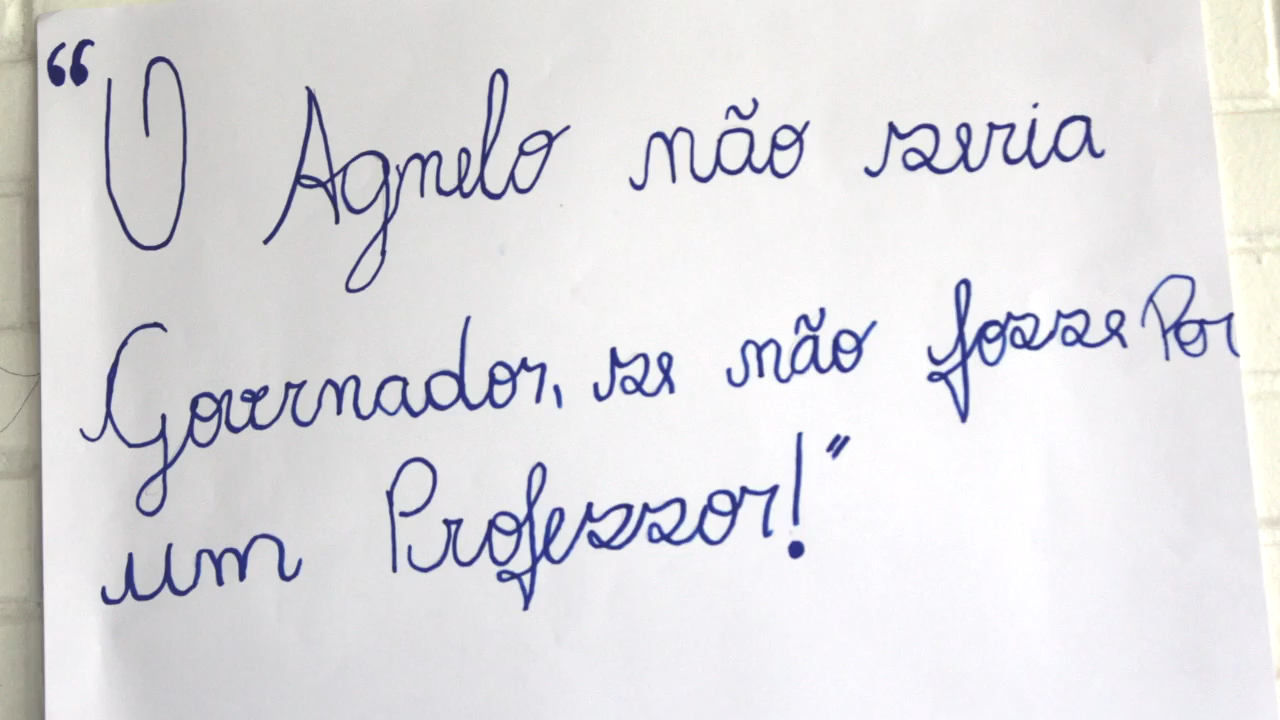 “O Agnelo não seria
Governador, se não fosse Por
um Professor!”